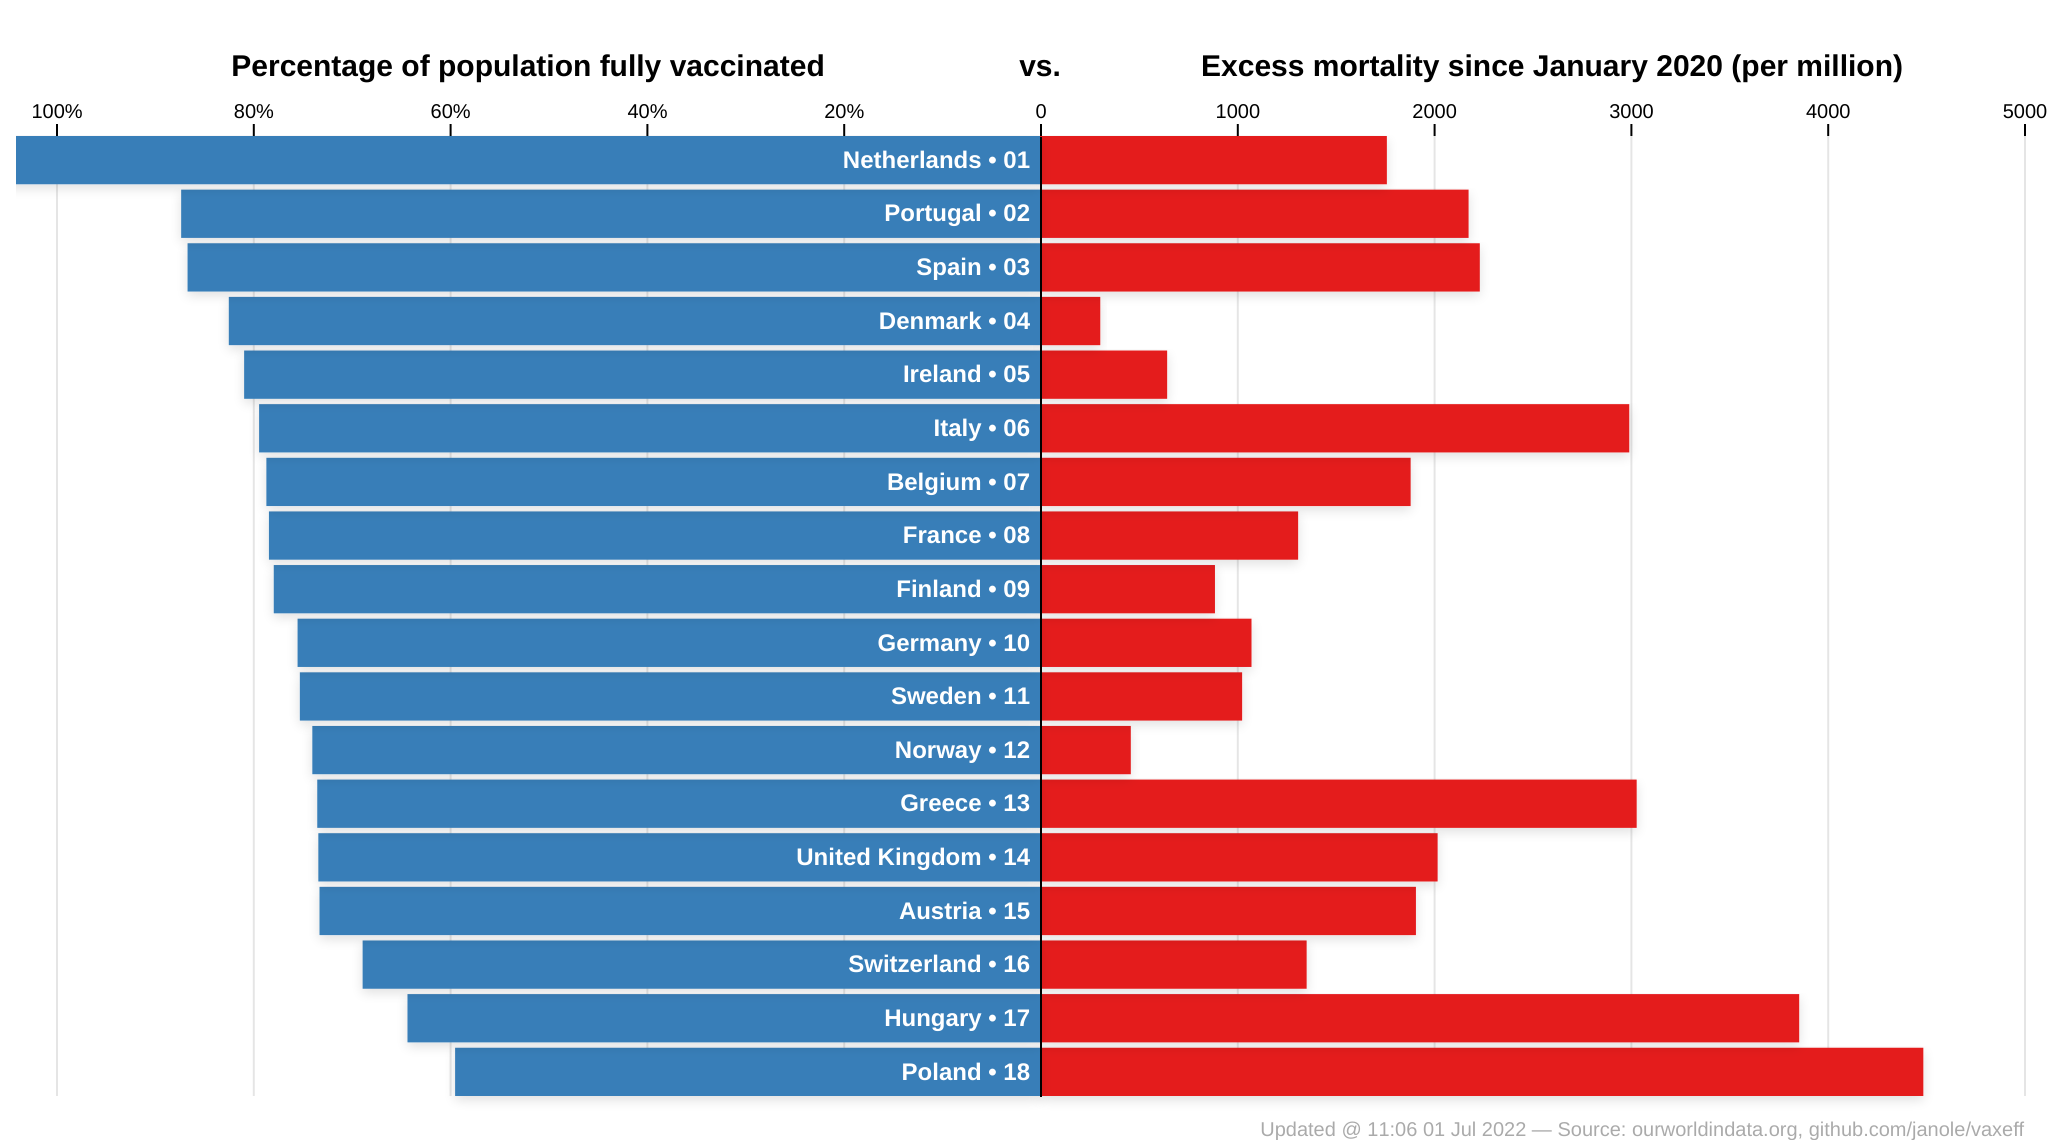 Percentage of population fully vaccinated vs. Excess mortality since January 2020 (per million)
100% 80% 60% 40% 20% 0 1000 2000 3000 4000 5000
Netherlands • 01
Portugal • 02
Spain • 03
Denmark • 04
Ireland • 05
Italy • 06
Belgium • 07
France • 08
Finland • 09
Germany • 10
Sweden • 11
Norway • 12
Greece • 13
United Kingdom • 14
Austria • 15
Switzerland • 16
Hungary • 17
Poland • 18
Updated @ 11:06 01 Jul 2022 — Source: ourworldindata.org, github.com/janole/vaxeff